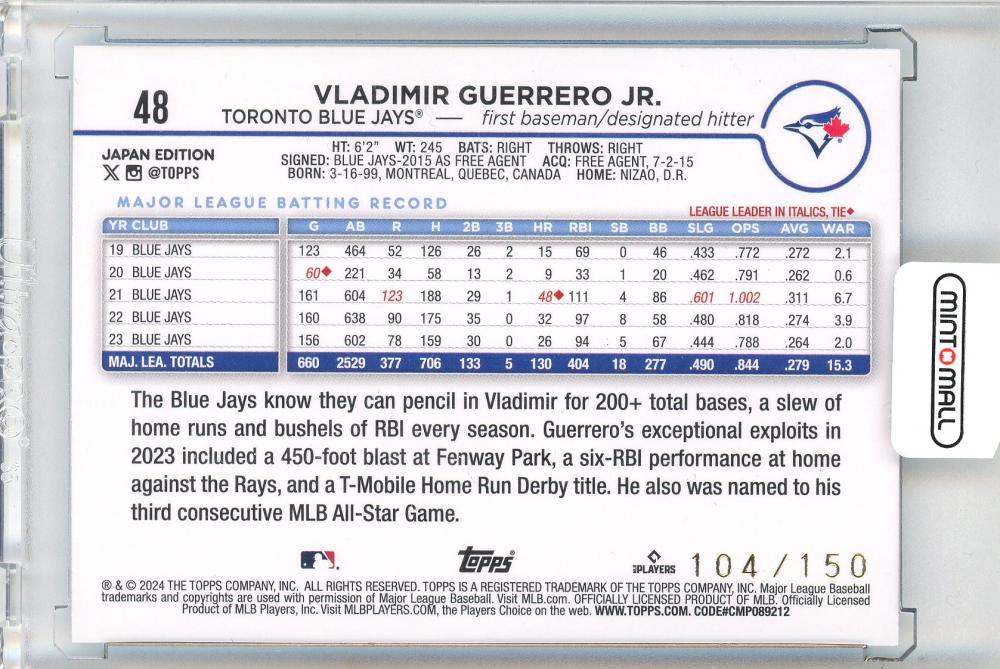 48
VLADIMIR GUERRERO JR.
TORONTO BLUE JAYS® — first baseman/designated hitter
JAPAN EDITION
@TOPPS
HT: 6'2" WT: 245 BATS: RIGHT THROWS: RIGHT
SIGNED: BLUE JAYS-2015 AS FREE AGENT ACQ: FREE AGENT, 7-2-15
BORN: 3-16-99, MONTREAL, QUEBEC, CANADA HOME: NIZAO, D.R.
MAJOR LEAGUE BATTING RECORD
LEAGUE LEADER IN ITALICS, TIE◆
YR CLUB G AB R H 2B 3B HR RBI SB BB SLG OPS AVG WAR
19 BLUE JAYS 123 464 52 126 26 2 15 69 0 46 .433 .772 .272 2.1
20 BLUE JAYS 60◆ 221 34 58 13 2 9 33 1 20 .462 .791 .262 0.6
21 BLUE JAYS 161 604 123 188 29 1 48◆ 111 4 86 .601 1.002 .311 6.7
22 BLUE JAYS 160 638 90 175 35 0 32 97 8 58 .480 .818 .274 3.9
23 BLUE JAYS 156 602 78 159 30 0 26 94 5 67 .444 .788 .264 2.0
MAJ. LEA. TOTALS 660 2529 377 706 133 5 130 404 18 277 .490 .844 .279 15.3
The Blue Jays know they can pencil in Vladimir for 200+ total bases, a slew of
home runs and bushels of RBI every season. Guerrero's exceptional exploits in
2023 included a 450-foot blast at Fenway Park, a six-RBI performance at home
against the Rays, and a T-Mobile Home Run Derby title. He also was named to his
third consecutive MLB All-Star Game.
Topps
PLAYERS
104/150
® & © 2024 THE TOPPS COMPANY, INC. ALL RIGHTS RESERVED. TOPPS IS A REGISTERED TRADEMARK OF THE TOPPS COMPANY, INC. Major League Baseball
trademarks and copyrights are used with permission of Major League Baseball. Visit MLB.com. OFFICIALLY LICENSED PRODUCT OF MLB. Officially Licensed
Product of MLB Players, Inc. Visit MLBPLAYERS.COM, the Players Choice on the web. WWW.TOPPS.COM. CODE#CMP089212
MINTOMALL